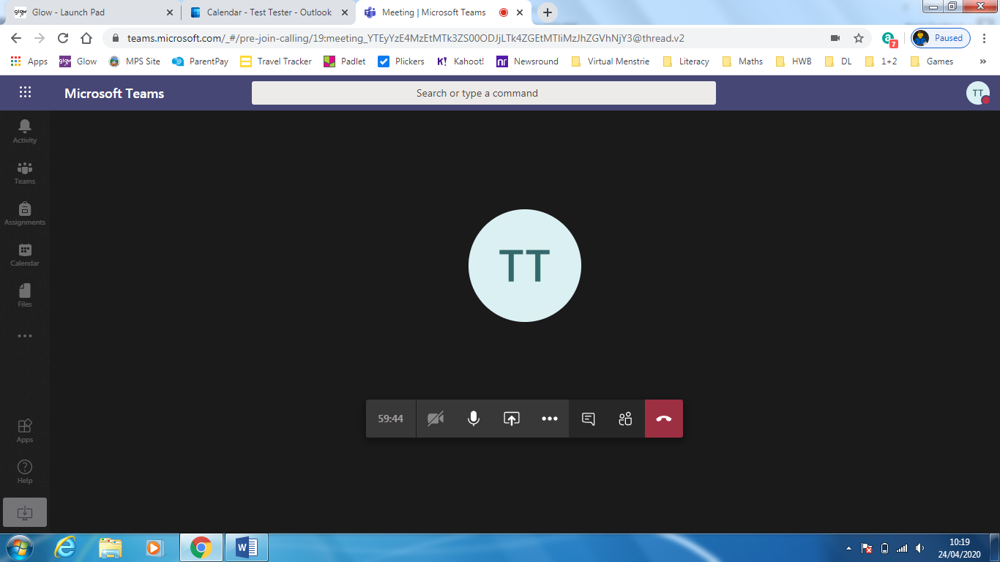 glow Glow - Launch Pad
Calendar - Test Tester - Outlook
Meeting | Microsoft Teams
teams.microsoft.com/_#/pre-join-calling/19:meeting_YTEyYzE4MzEtMTk3ZS00ODJjLTk4ZGEtMTliMzJhZGVhNjY3@thread.v2
a 7
Paused
Apps glow Glow MPS Site ParentPay Travel Tracker Padlet Plickers K! Kahoot! nr Newsround Virtual Menstrie Literacy Maths HWB DL 1+2 Games »
Microsoft Teams
Search or type a command
TT
Activity
Teams
Assignments
Calendar
Files
TT
59:44
Apps
Help
10:19
24/04/2020